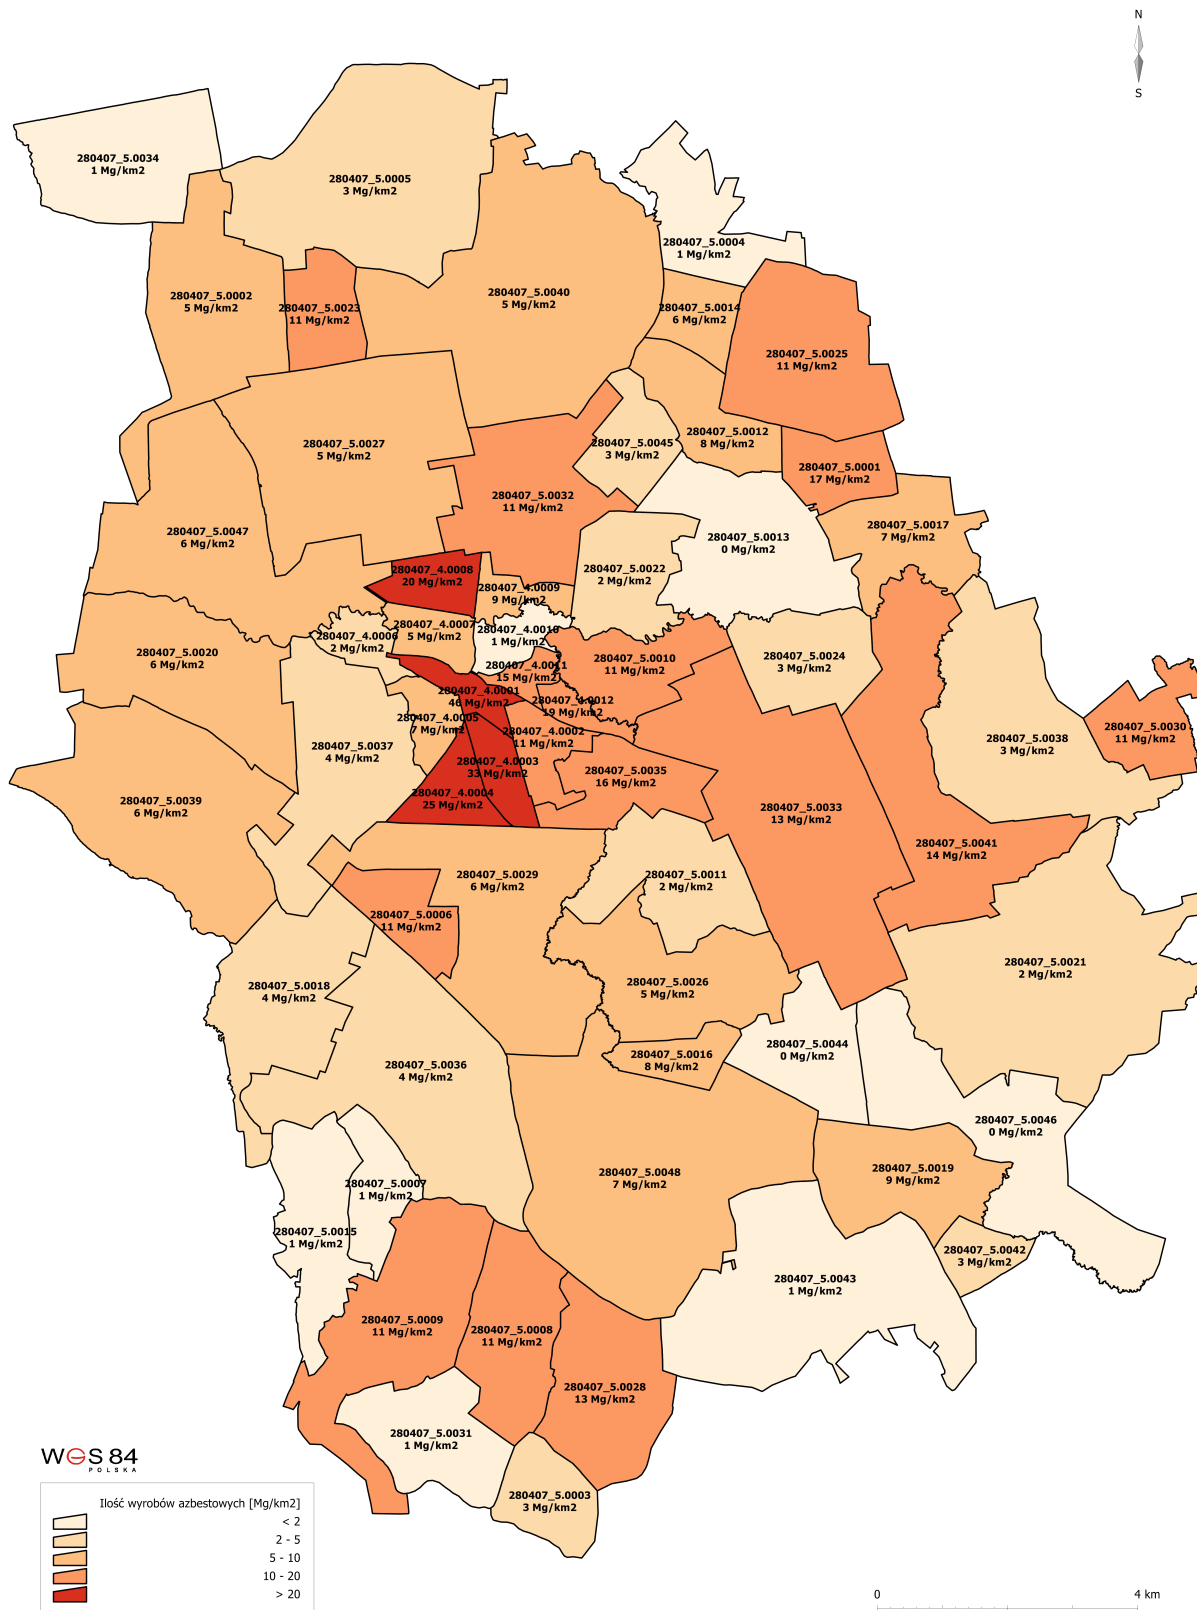 N
S
280407_5.0034
1 Mg/km2
280407_5.0005
3 Mg/km2
280407_5.0004
1 Mg/km2
280407_5.0002
5 Mg/km2
280407_5.0023
11 Mg/km2
280407_5.0040
5 Mg/km2
280407_5.0014
6 Mg/km2
280407_5.0025
11 Mg/km2
280407_5.0027
5 Mg/km2
280407_5.0045
3 Mg/km2
280407_5.0012
8 Mg/km2
280407_5.0001
17 Mg/km2
280407_5.0032
11 Mg/km2
280407_5.0047
6 Mg/km2
280407_5.0013
0 Mg/km2
280407_5.0017
7 Mg/km2
280407_4.0008
20 Mg/km2
280407_5.0022
2 Mg/km2
280407_4.0009
9 Mg/km2
280407_4.0006
2 Mg/km2
280407_4.0007
5 Mg/km2
280407_4.0010
1 Mg/km2
280407_5.0020
6 Mg/km2
280407_4.0011
15 Mg/km2
280407_5.0010
11 Mg/km2
280407_5.0024
3 Mg/km2
280407_4.0001
46 Mg/km2
280407_4.0012
19 Mg/km2
280407_4.0005
7 Mg/km2
280407_4.0002
11 Mg/km2
280407_5.0037
4 Mg/km2
280407_5.0038
3 Mg/km2
280407_5.0030
11 Mg/km2
280407_4.0003
33 Mg/km2
280407_5.0035
16 Mg/km2
280407_4.0004
25 Mg/km2
280407_5.0039
6 Mg/km2
280407_5.0033
13 Mg/km2
280407_5.0041
14 Mg/km2
280407_5.0029
6 Mg/km2
280407_5.0011
2 Mg/km2
280407_5.0006
11 Mg/km2
280407_5.0021
2 Mg/km2
280407_5.0018
4 Mg/km2
280407_5.0026
5 Mg/km2
280407_5.0044
0 Mg/km2
280407_5.0016
8 Mg/km2
280407_5.0036
4 Mg/km2
280407_5.0046
0 Mg/km2
280407_5.0048
7 Mg/km2
280407_5.0019
9 Mg/km2
280407_5.0007
1 Mg/km2
280407_5.0015
1 Mg/km2
280407_5.0042
3 Mg/km2
280407_5.0043
1 Mg/km2
280407_5.0009
11 Mg/km2
280407_5.0008
11 Mg/km2
280407_5.0028
13 Mg/km2
280407_5.0031
1 Mg/km2
280407_5.0003
3 Mg/km2
WGS 84
POLSKA
Ilość wyrobów azbestowych [Mg/km2]
< 2
2 - 5
5 - 10
10 - 20
> 20
0 4 km